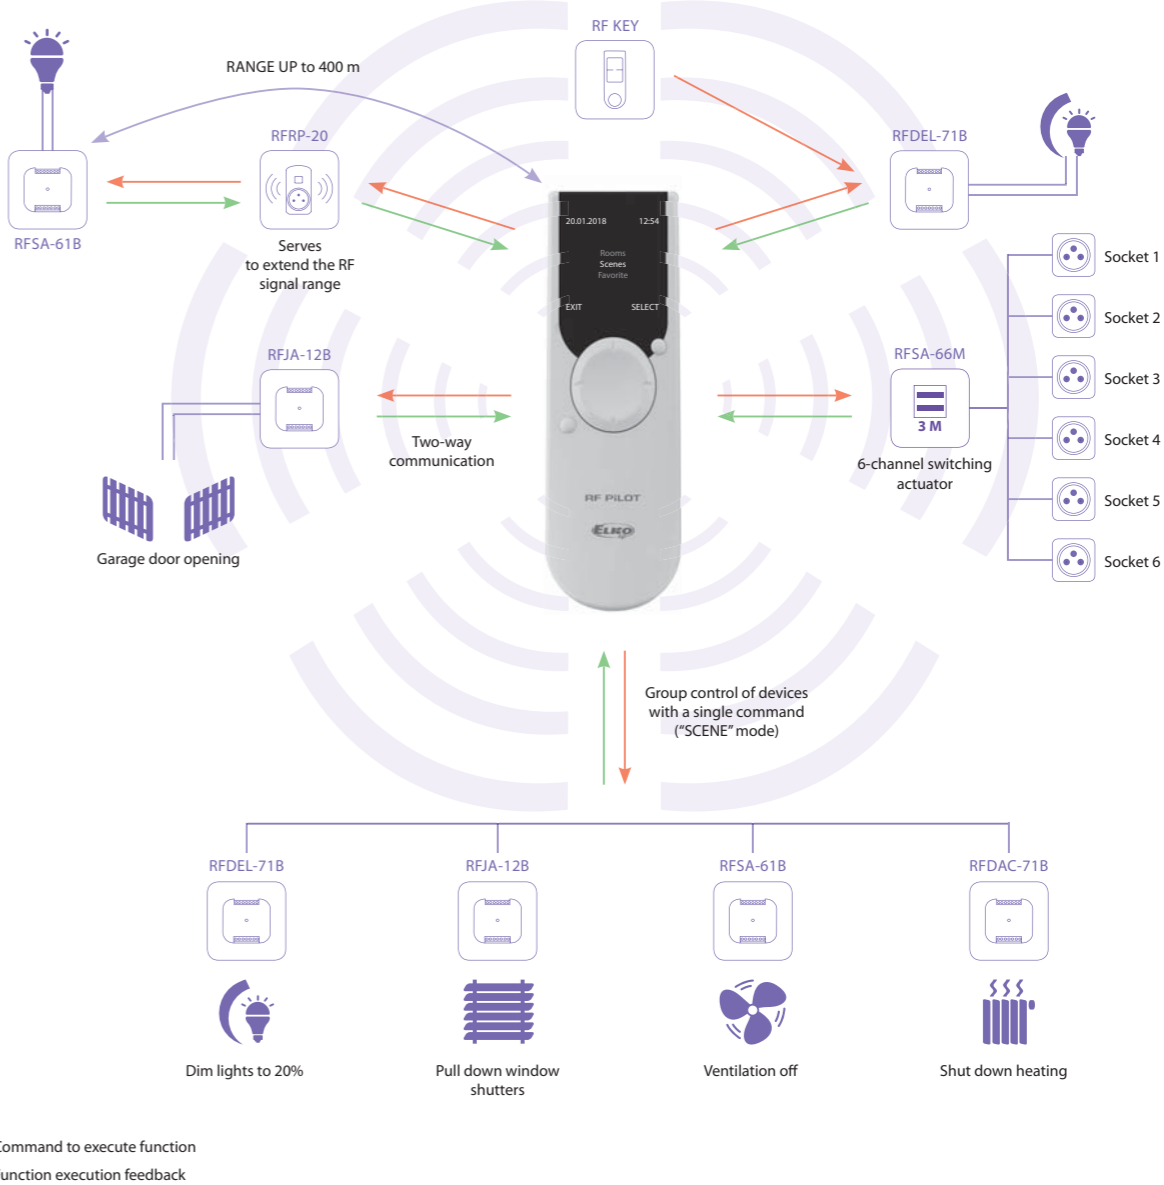 RF KEY
RANGE UP to 400 m
RFRP-20
RFDEL-71B
RFSA-61B
Serves
to extend the RF
signal range
20.01.2018 12:54
Rooms
Scenes
Favorite
EXIT SELECT
Socket 1
Socket 2
Socket 3
Socket 4
Socket 5
Socket 6
RFJA-12B
RFSA-66M
3 M
6-channel switching
actuator
Two-way
communication
Garage door opening
RF PILOT
ELKO
Group control of devices
with a single command
("SCENE" mode)
RFDEL-71B
RFJA-12B
RFSA-61B
RFDAC-71B
Dim lights to 20%
Pull down window
shutters
Ventilation off
Shut down heating
Command to execute function
unction execution feedback